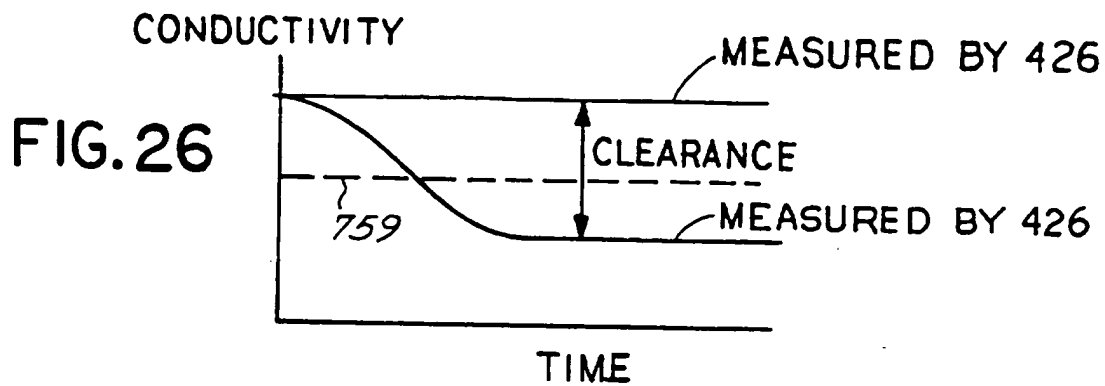 CONDUCTIVITY
MEASURED BY 426
FIG. 26
CLEARANCE
759
MEASURED BY 426
TIME